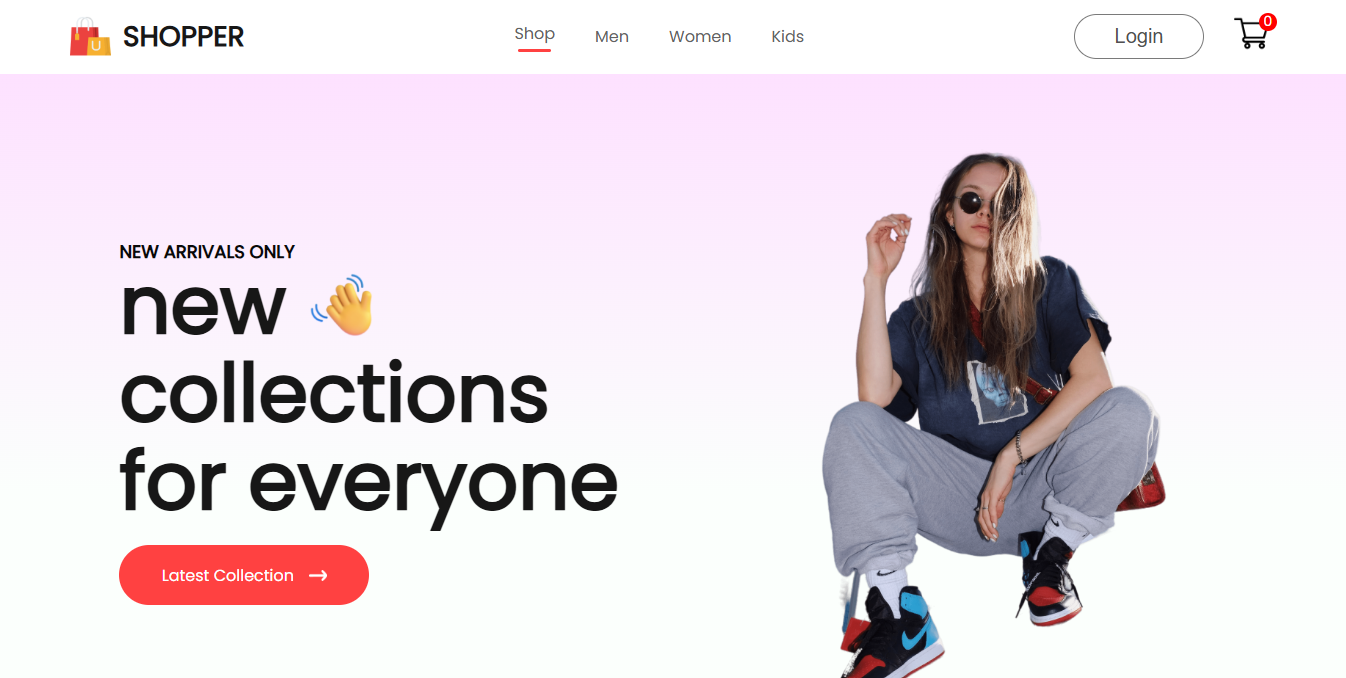 U
SHOPPER
Shop
Men
Women
Kids
Login
0
NEW ARRIVALS ONLY
new
collections
for everyone
Latest Collection